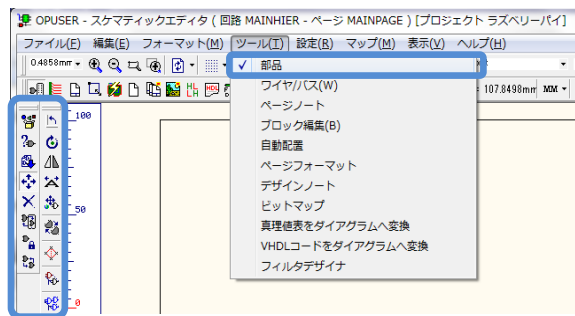 OPUSER - スケマティックエディタ ( 回路 MAINHIER - ページ MAINPAGE ) [プロジェクト ラズベリーパイ]
ファイル(F) 編集(E) フォーマット(M) ツール(T) 設定(R) マップ(M) 表示(V) ヘルプ(H)
0.4858mm
✓ 部品
ワイヤ/バス(W)
= 107.8498mm MM
ページノート
ブロック編集(B)
自動配置
ページフォーマット
デザインノート
ビットマップ
真理値表をダイアグラムへ変換
VHDLコードをダイアグラムへ変換
フィルタデザイナ
100
50
0